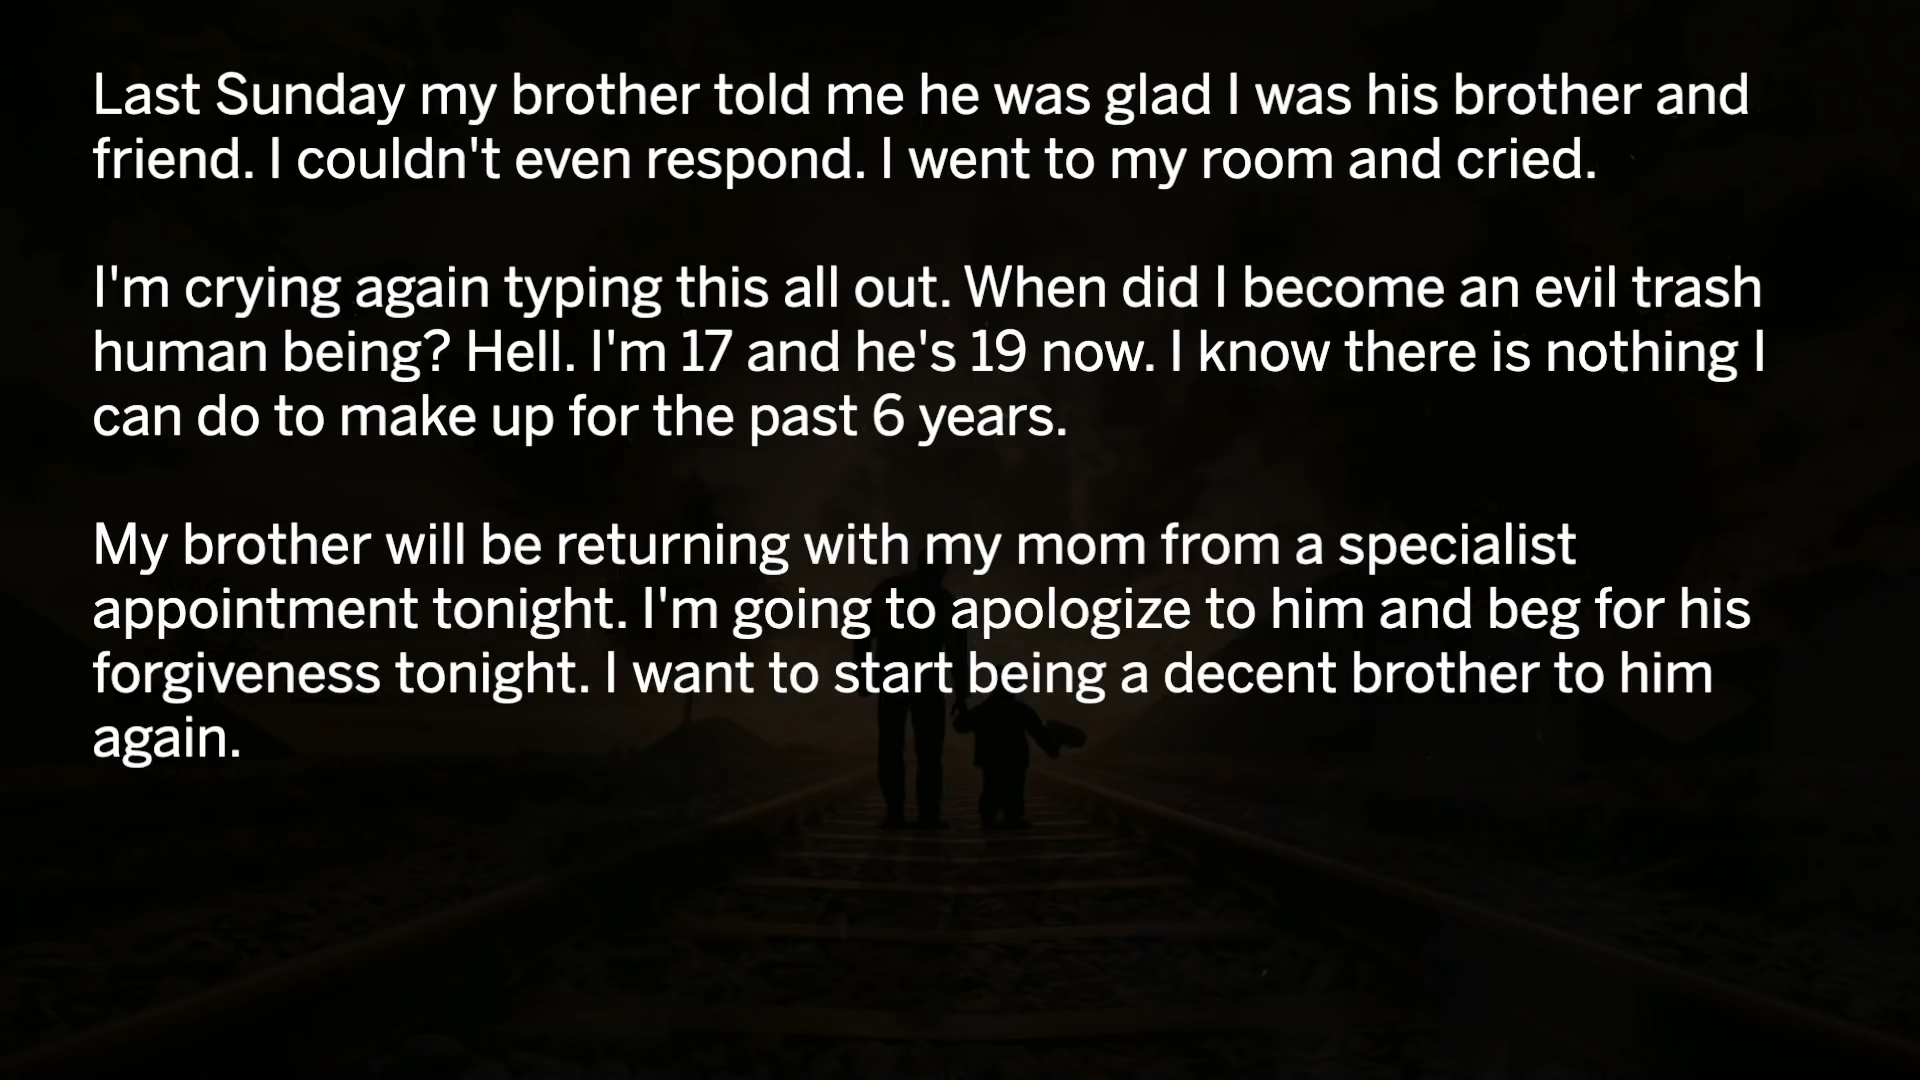 Last Sunday my brother told me he was glad I was his brother and
friend. I couldn't even respond. I went to my room and cried.
I'm crying again typing this all out. When did I become an evil trash
human being? Hell. I'm 17 and he's 19 now. I know there is nothing I
can do to make up for the past 6 years.
My brother will be returning with my mom from a specialist
appointment tonight. I'm going to apologize to him and beg for his
forgiveness tonight. I want to start being a decent brother to him
again.